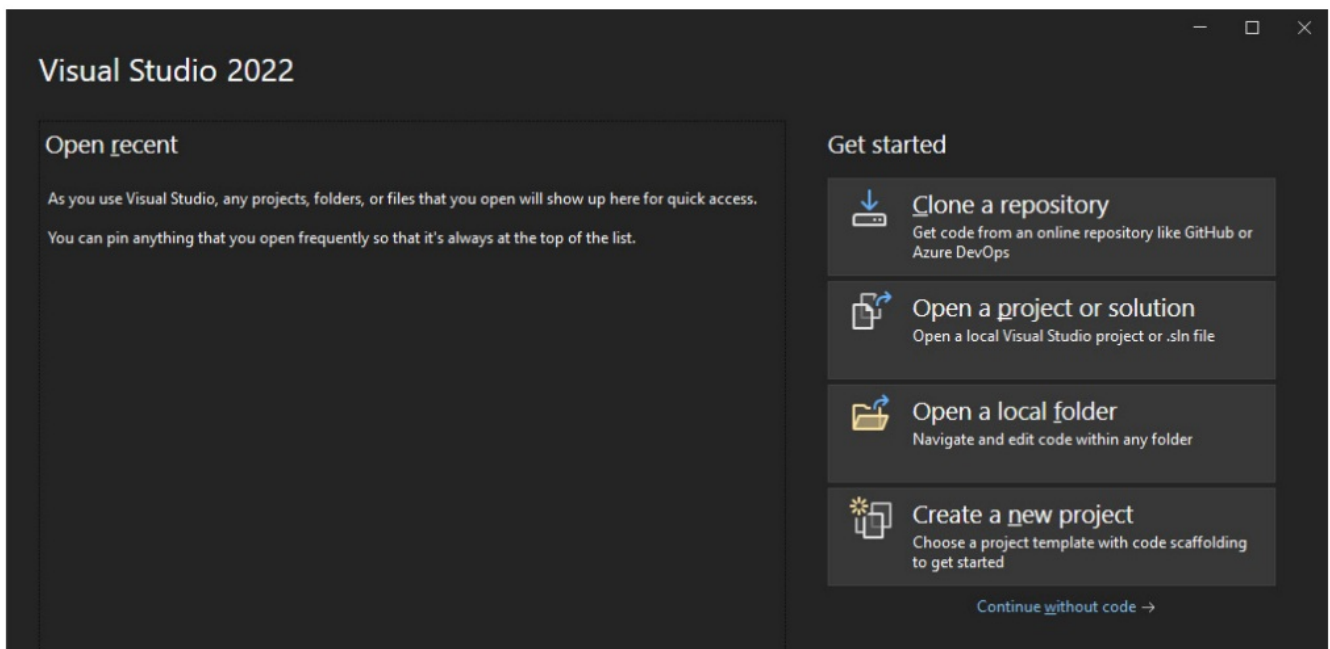 Visual Studio 2022
Open recent
As you use Visual Studio, any projects, folders, or files that you open will show up here for quick access.
You can pin anything that you open frequently so that it's always at the top of the list.
Get started
Clone a repository
Get code from an online repository like GitHub or
Azure DevOps
Open a project or solution
Open a local Visual Studio project or .sln file
Open a local folder
Navigate and edit code within any folder
Create a new project
Choose a project template with code scaffolding
to get started
Continue without code →